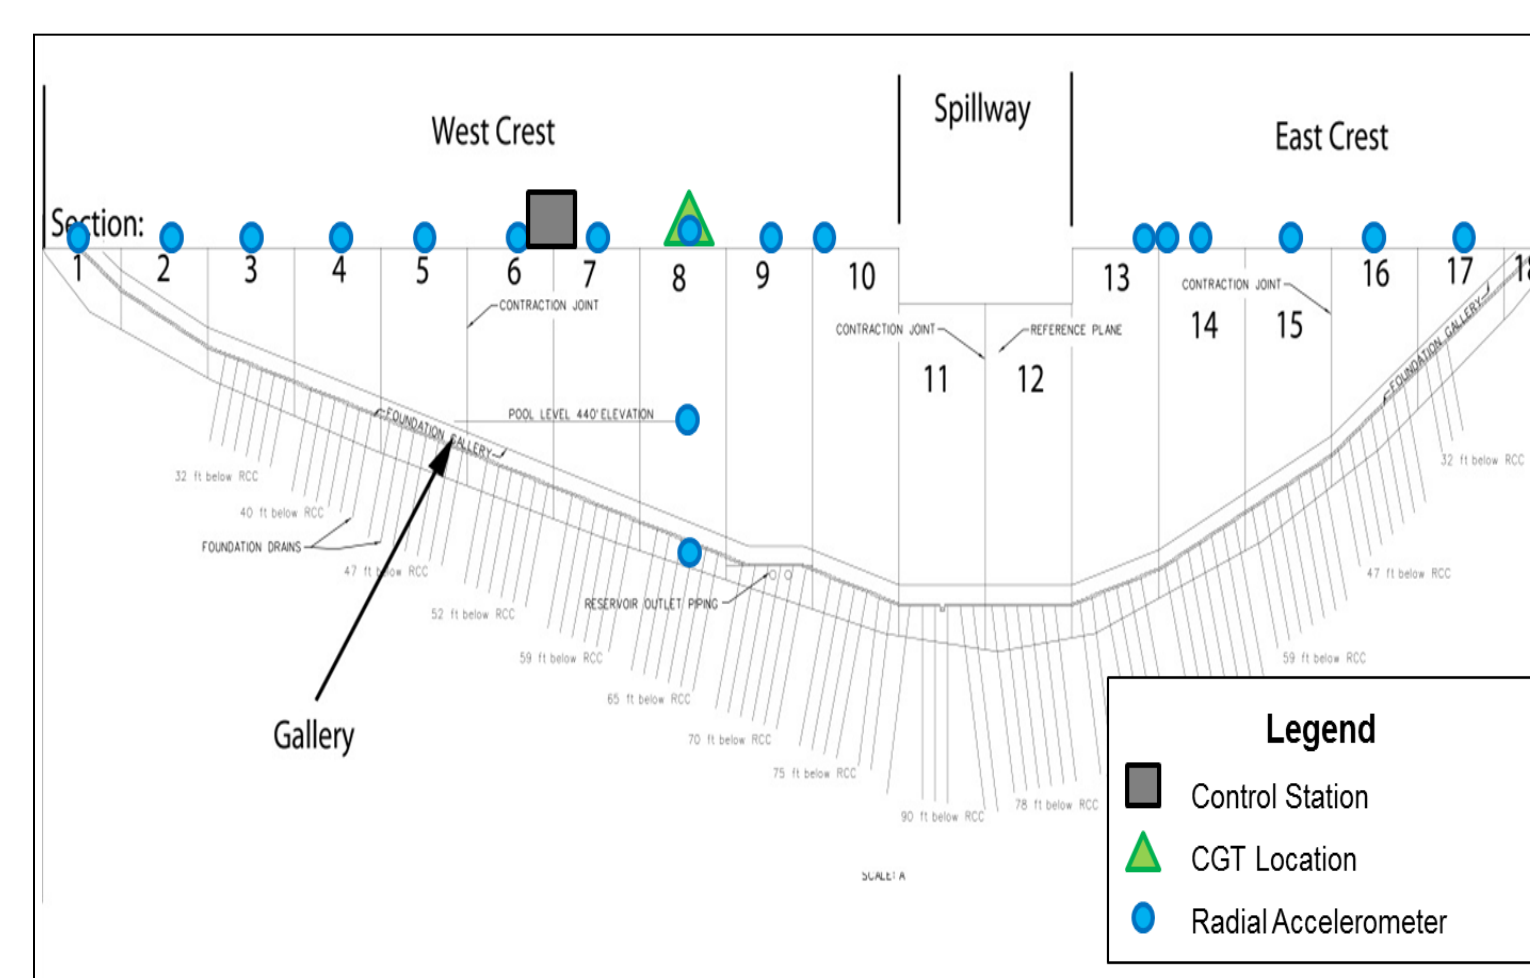 Spillway
West Crest
East Crest
Section:
1
2
3
4
5
6
7
8
9
10
13
16
17
18
CONTRACTION JOINT
CONTRACTION JOINT
14
15
CONTRACTION JOINT
REFERENCE PLANE
11
12
FOUNDATION GALLERY
POOL LEVEL 440' ELEVATION
FOUNDATION GALLERY
32 ft below RCC
32 ft below RCC
40 ft below RCC
FOUNDATION DRAINS
47 ft below RCC
47 ft below RCC
RESERVOIR OUTLET PIPING
52 ft below RCC
59 ft below RCC
59 ft below RCC
65 ft below RCC
Gallery
70 ft below RCC
75 ft below RCC
90 ft below RCC
78 ft below RCC
SCALE: A
Legend
Control Station
CGT Location
Radial Accelerometer